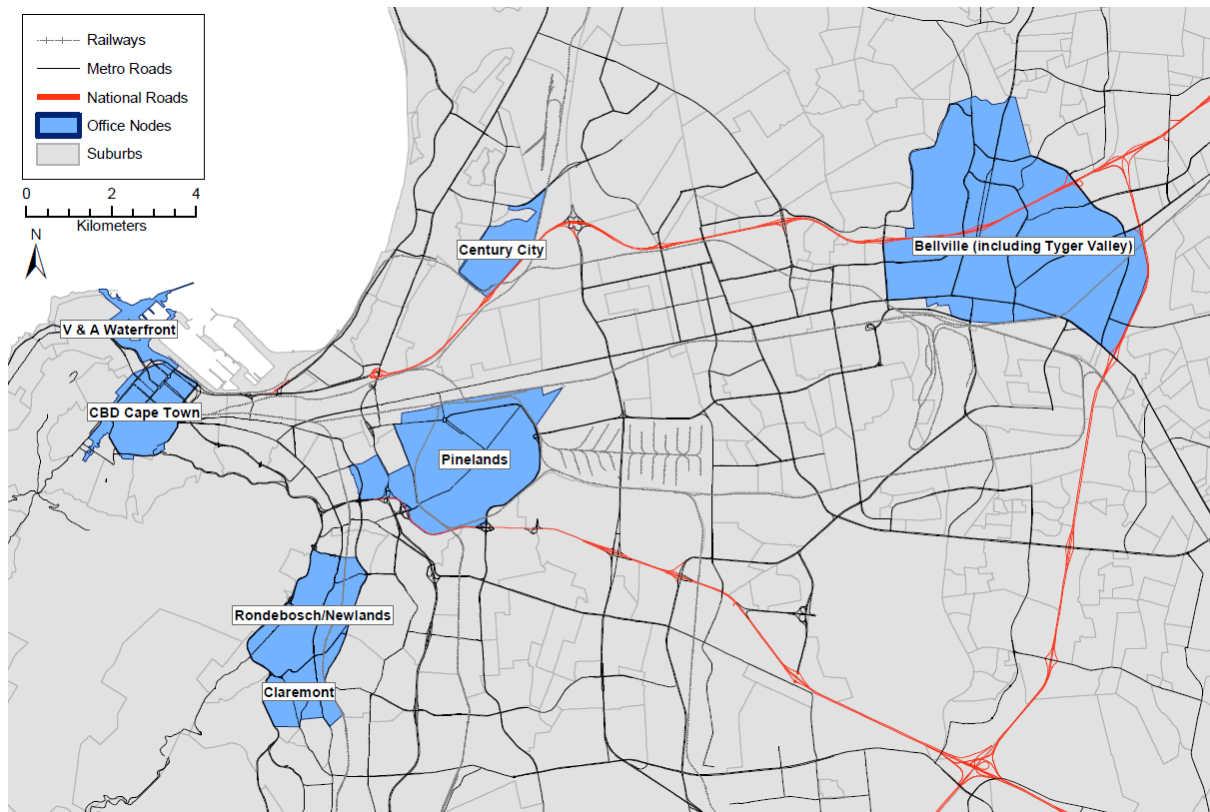 Railways
Metro Roads
National Roads
Office Nodes
Suburbs
0 2 4
Kilometers
N
Century City
Bellville (including Tyger Valley)
V & A Waterfront
CBD Cape Town
Pinelands
Rondebosch/Newlands
Claremont